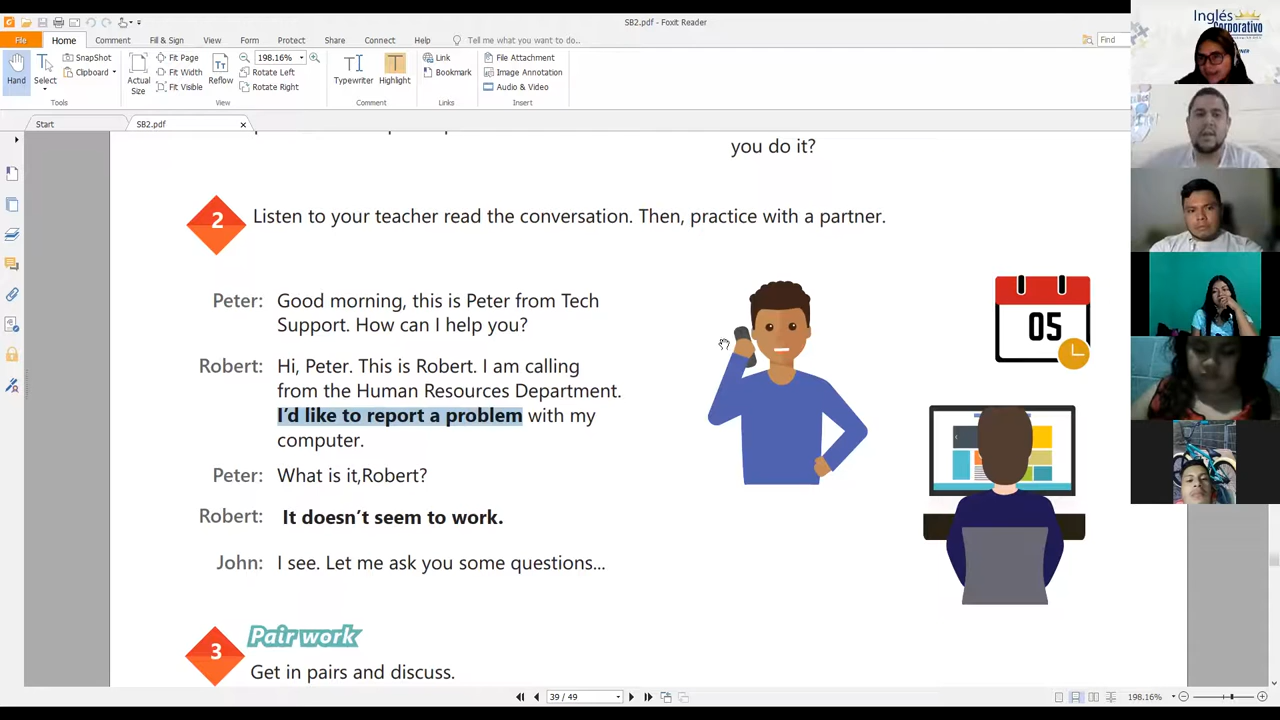 SB2.pdf - Foxit Reader
File
Home
Comment
Fill & Sign
View
Form
Protect
Share
Connect
Help
Tell me what you want to do..
Find
Hand
Select
SnapShot
Clipboard
Actual Size
Fit Page
Fit Width
Fit Visible
Reflow
198.16%
Rotate Left
Rotate Right
Typewriter
Highlight
Link
Bookmark
File Attachment
Image Annotation
Audio & Video
Tools
View
Comment
Links
Insert
Start
SB2.pdf
you do it?
2
Listen to your teacher read the conversation. Then, practice with a partner.
Peter: Good morning, this is Peter from Tech
Support. How can I help you?
Robert: Hi, Peter. This is Robert. I am calling
from the Human Resources Department.
I'd like to report a problem with my
computer.
Peter: What is it,Robert?
Robert: It doesn't seem to work.
John: I see. Let me ask you some questions...
05
3
Pair work
Get in pairs and discuss.
39 / 49
198.16%
Inglés
Corporativo